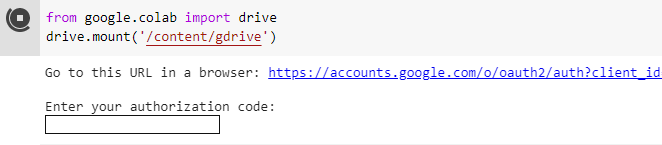 from google.colab import drive
drive.mount('/content/gdrive')
Go to this URL in a browser: https://accounts.google.com/o/oauth2/auth?client_id
Enter your authorization code: